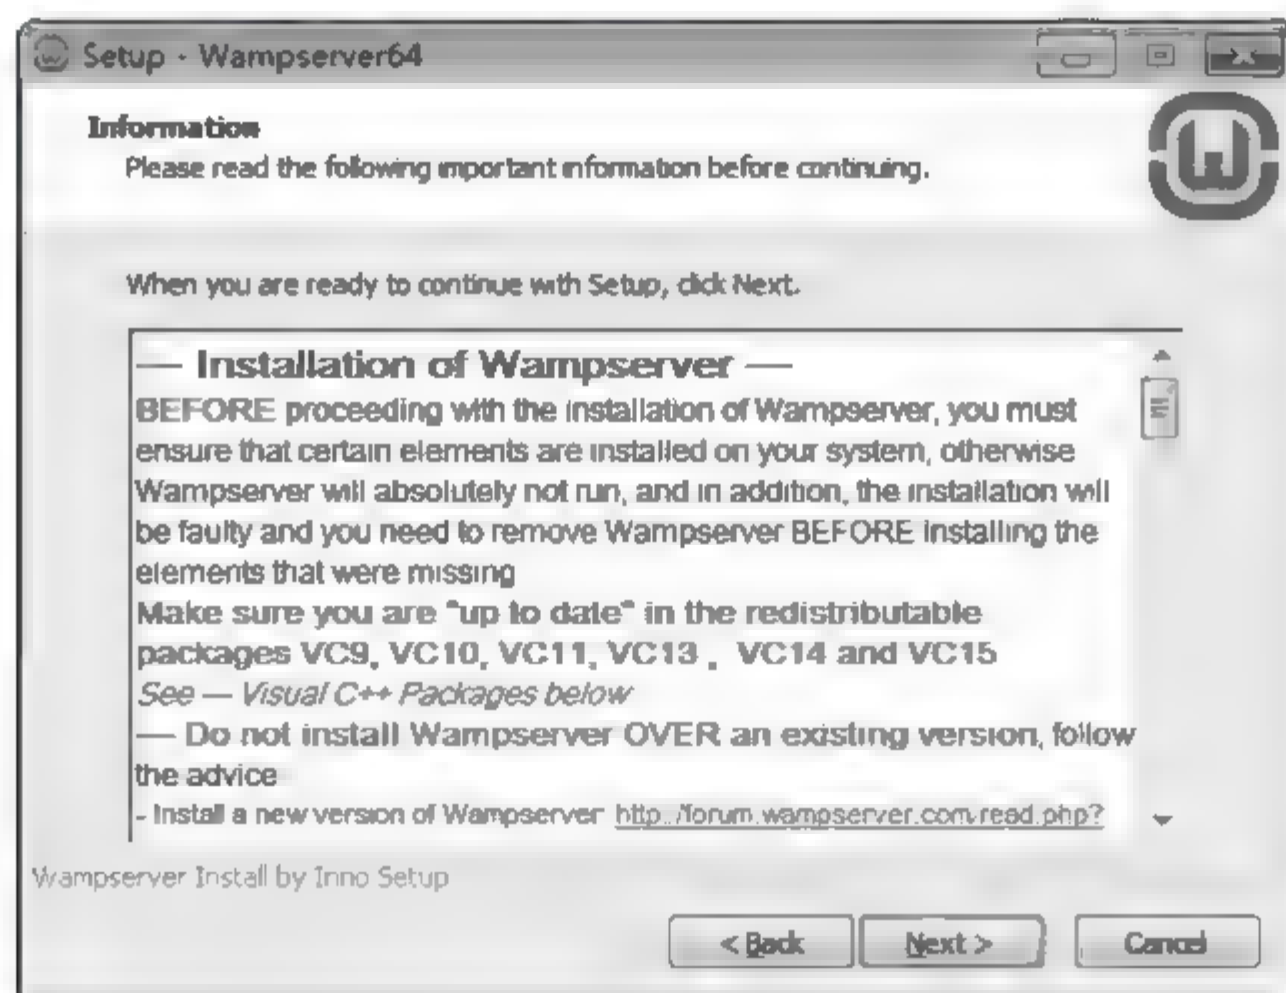 Setup - Wampserver64
Information
Please read the following important information before continuing.
W
When you are ready to continue with Setup, click Next.
— Installation of Wampserver —
BEFORE proceeding with the installation of Wampserver, you must
ensure that certain elements are installed on your system, otherwise
Wampserver will absolutely not run, and in addition, the installation will
be faulty and you need to remove Wampserver BEFORE installing the
elements that were missing
Make sure you are "up to date" in the redistributable
packages VC9, VC10, VC11, VC13 , VC14 and VC15
See — Visual C++ Packages below
— Do not install Wampserver OVER an existing version, follow
the advice
- Install a new version of Wampserver http://forum.wampserver.com/read.php?
Wampserver Install by Inno Setup
< Back
Next >
Cancel